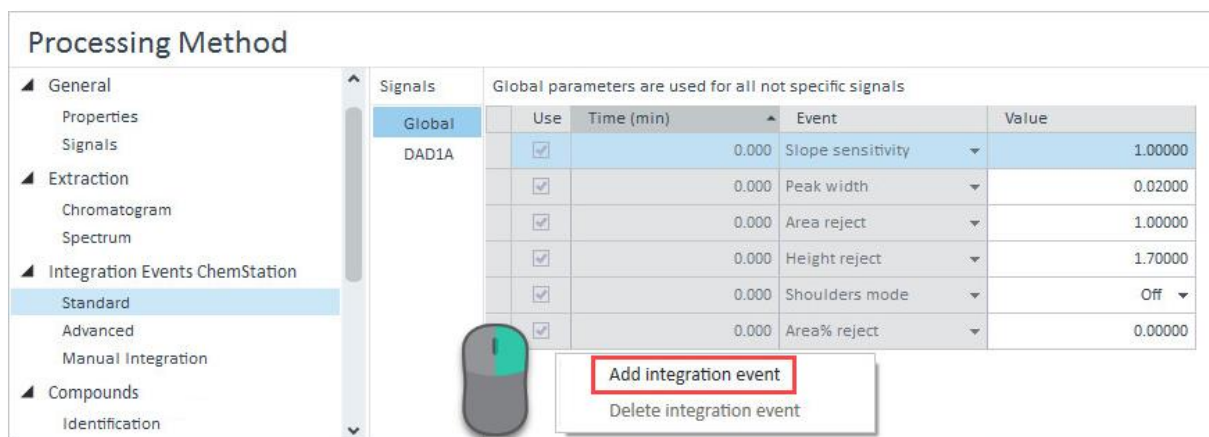 Processing Method
General
Properties
Signals
Extraction
Chromatogram
Spectrum
Integration Events ChemStation
Standard
Advanced
Manual Integration
Compounds
Identification
Signals
Global
DAD1A
Global parameters are used for all not specific signals
Use Time (min) Event Value
0.000 Slope sensitivity 1.00000
0.000 Peak width 0.02000
0.000 Area reject 1.00000
0.000 Height reject 1.70000
0.000 Shoulders mode Off
0.000 Area% reject 0.00000
Add integration event
Delete integration event